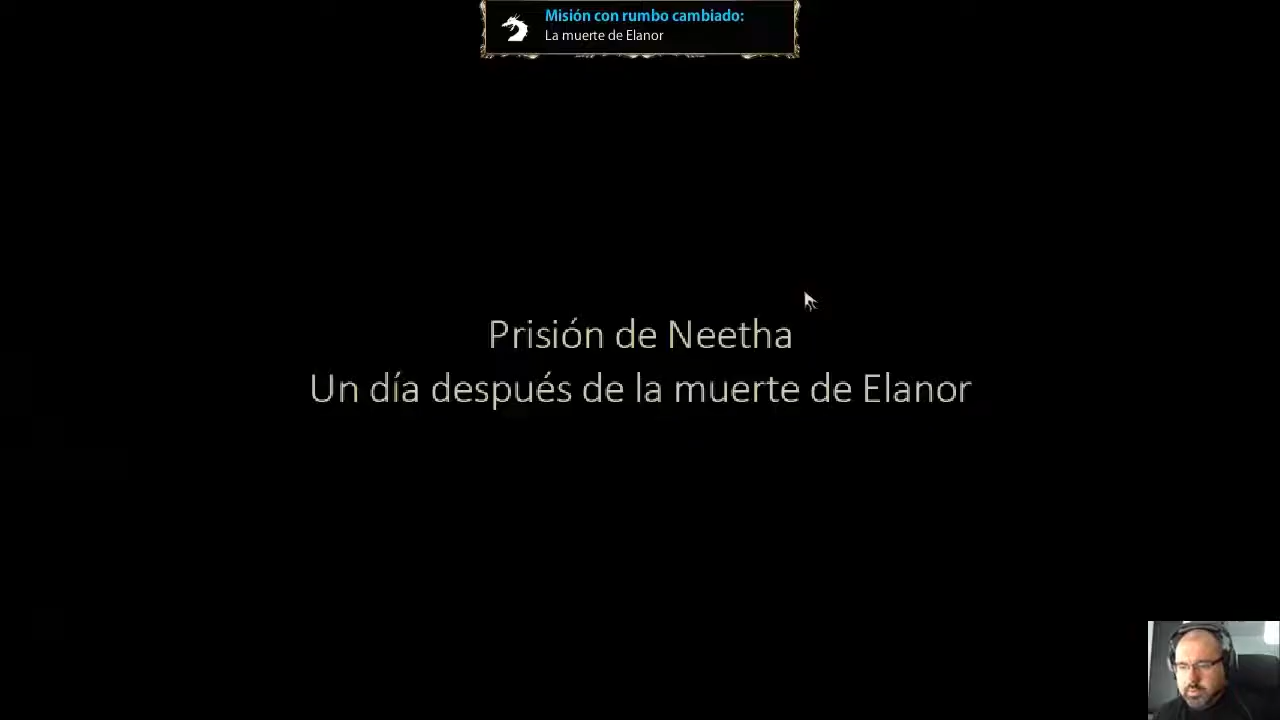 Misión con rumbo cambiado:
La muerte de Elanor
Prisión de Neetha
Un día después de la muerte de Elanor